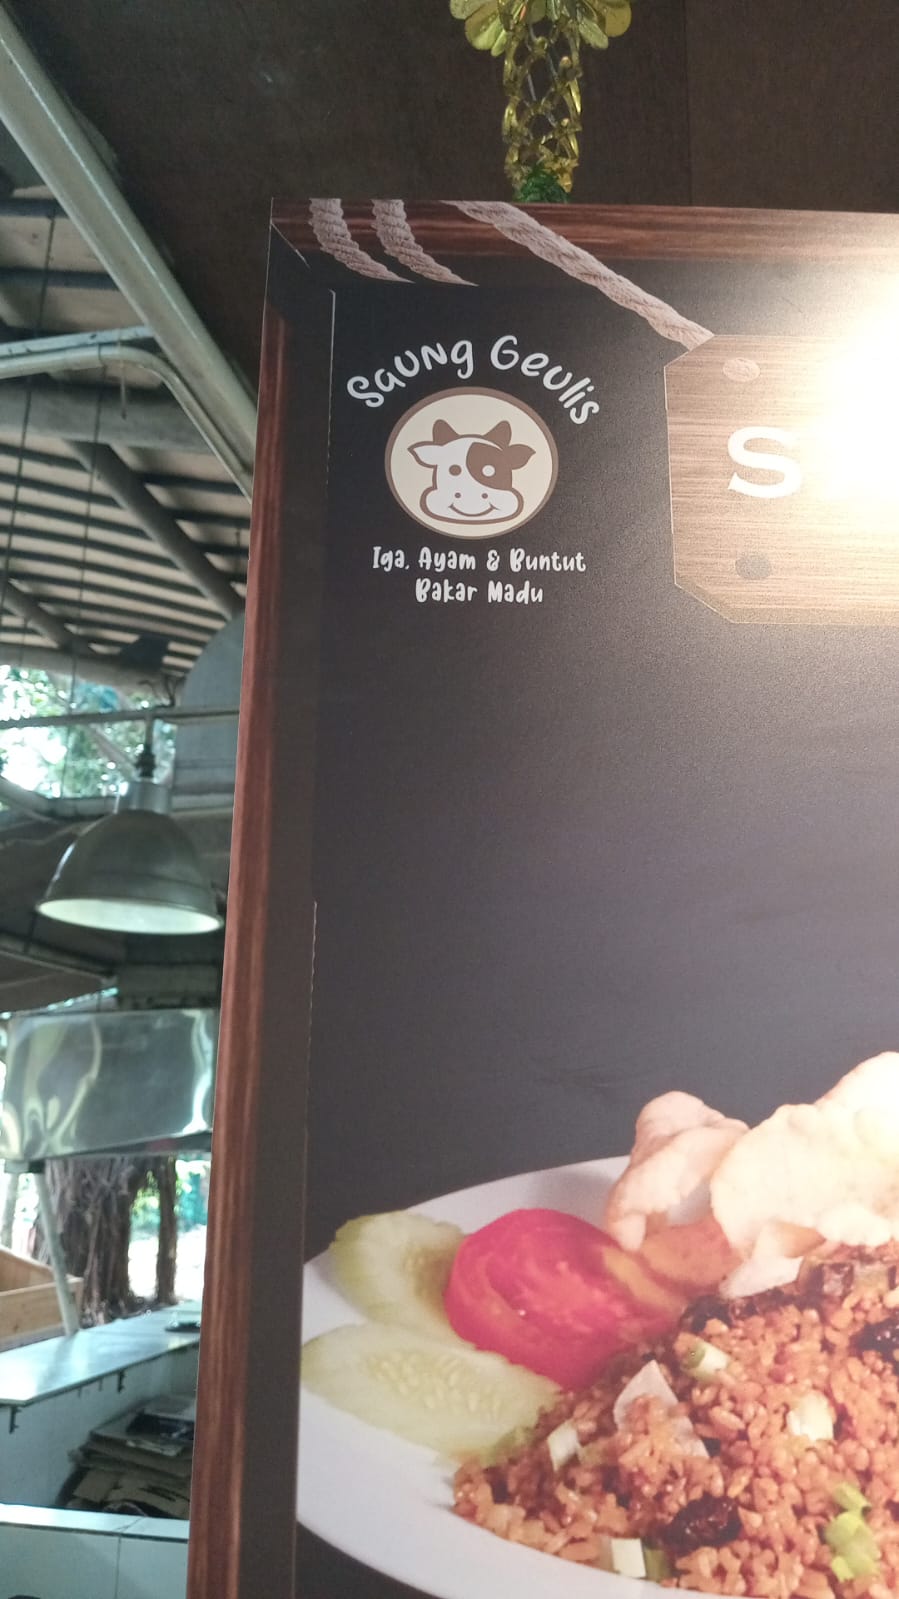 Saung Geulis
Iga, Ayam & Buntut
Bakar Madu